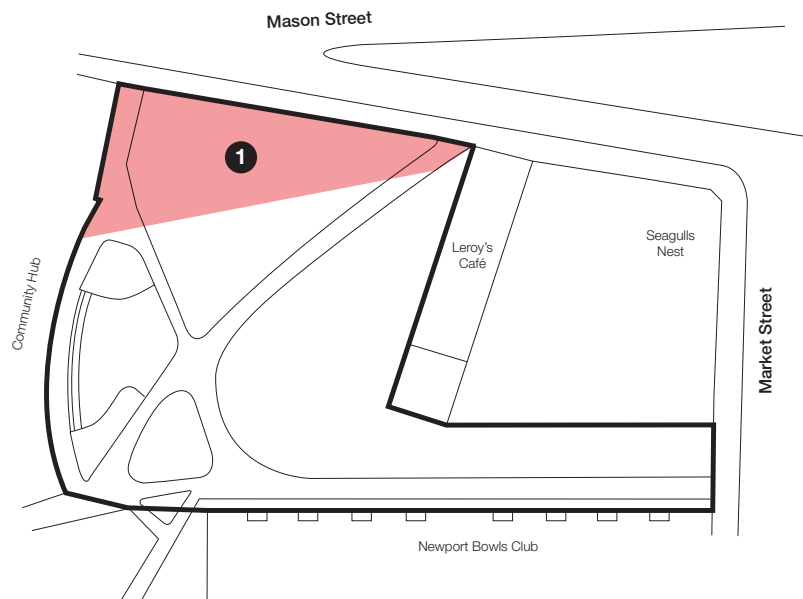 Mason Street
1
Community Hub
Leroy's
Café
Seagulls
Nest
Market Street
Newport Bowls Club